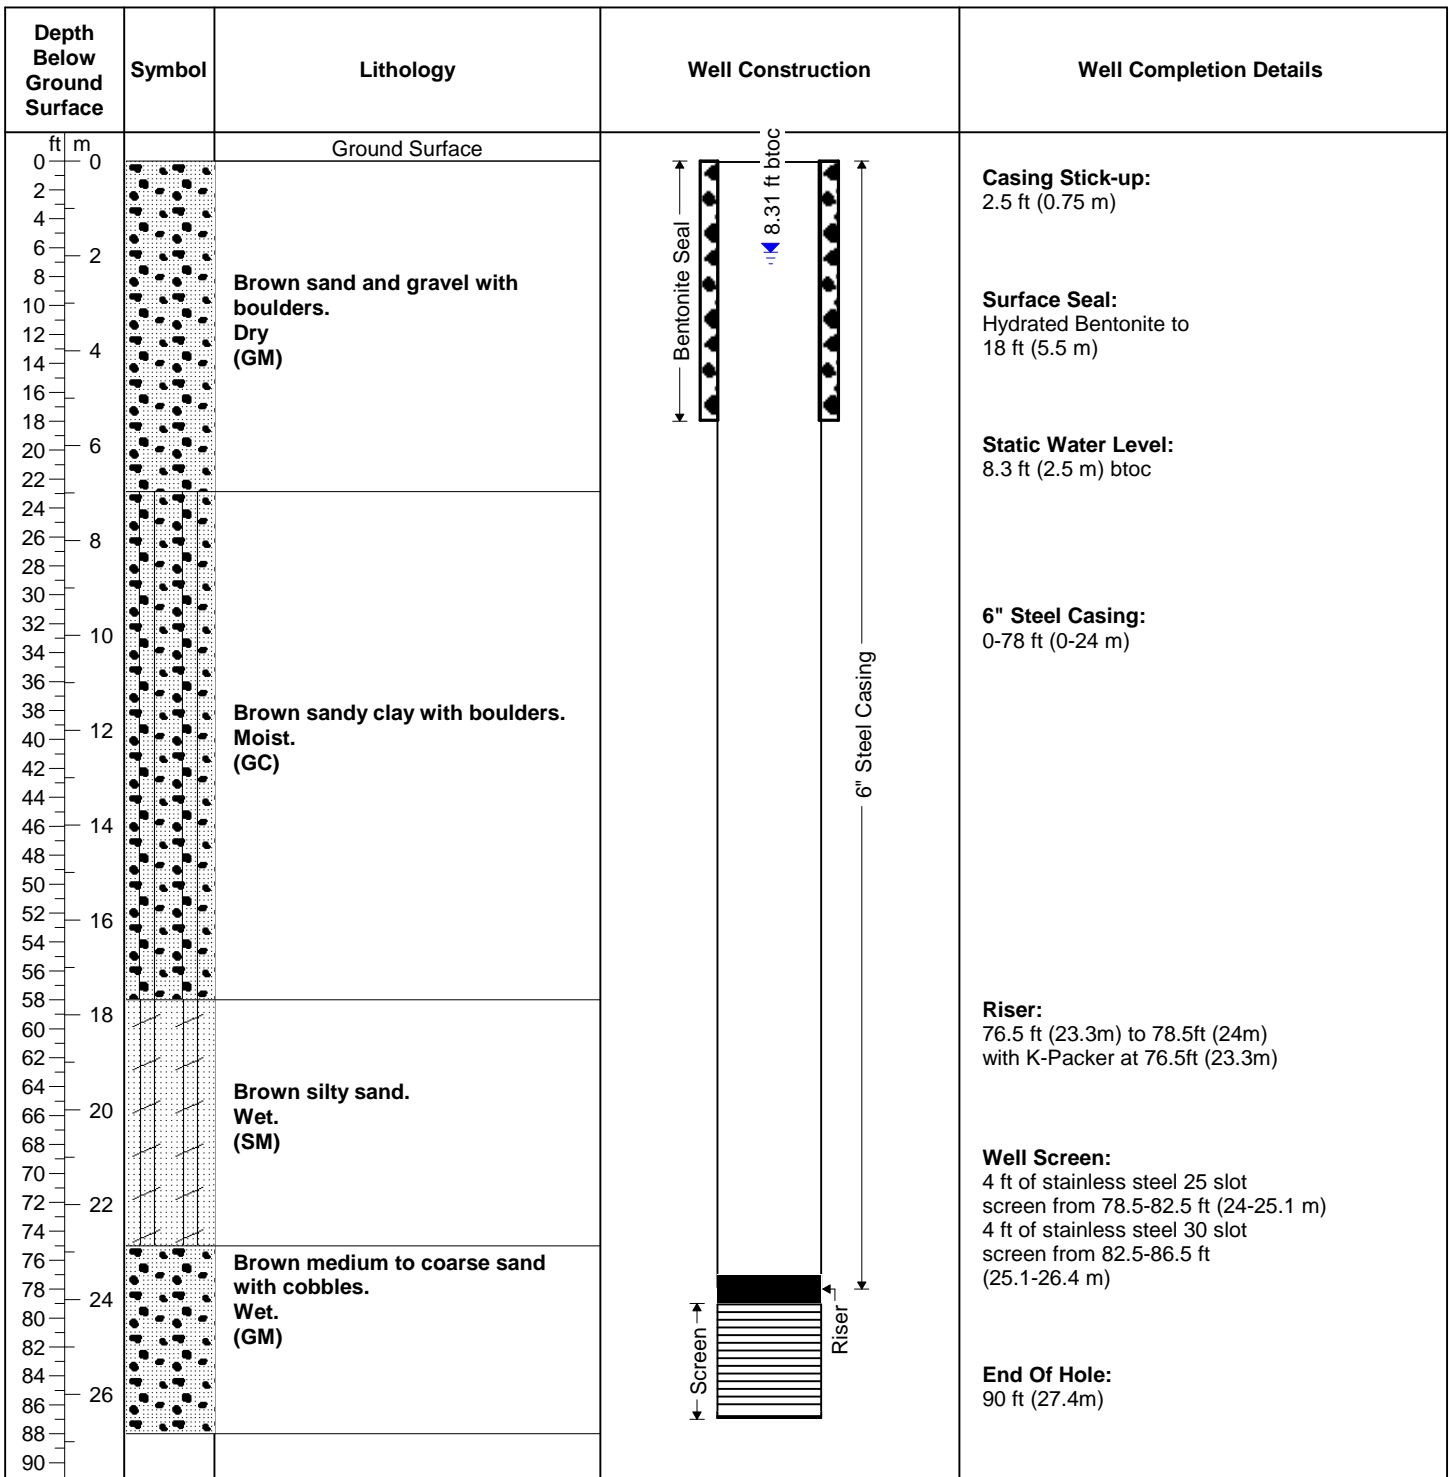 Depth
Below
Ground
Surface
Symbol
Lithology
Well Construction
Well Completion Details
ft m
0
2
4
6
8
10
12
14
16
18
20
22
24
26
28
30
32
34
36
38
40
42
44
46
48
50
52
54
56
58
60
62
64
66
68
70
72
74
76
78
80
82
84
86
88
90
0
2
4
6
8
10
12
14
16
18
20
22
24
26
Ground Surface
Brown sand and gravel with
boulders.
Dry
(GM)
Brown sandy clay with boulders.
Moist.
(GC)
Brown silty sand.
Wet.
(SM)
Brown medium to coarse sand
with cobbles.
Wet.
(GM)
Bentonite Seal
8.31 ft btoc
6" Steel Casing
Screen
Riser
Casing Stick-up:
2.5 ft (0.75 m)
Surface Seal:
Hydrated Bentonite to
18 ft (5.5 m)
Static Water Level:
8.3 ft (2.5 m) btoc
6" Steel Casing:
0-78 ft (0-24 m)
Riser:
76.5 ft (23.3m) to 78.5ft (24m)
with K-Packer at 76.5ft (23.3m)
Well Screen:
4 ft of stainless steel 25 slot
screen from 78.5-82.5 ft (24-25.1 m)
4 ft of stainless steel 30 slot
screen from 82.5-86.5 ft
(25.1-26.4 m)
End Of Hole:
90 ft (27.4m)